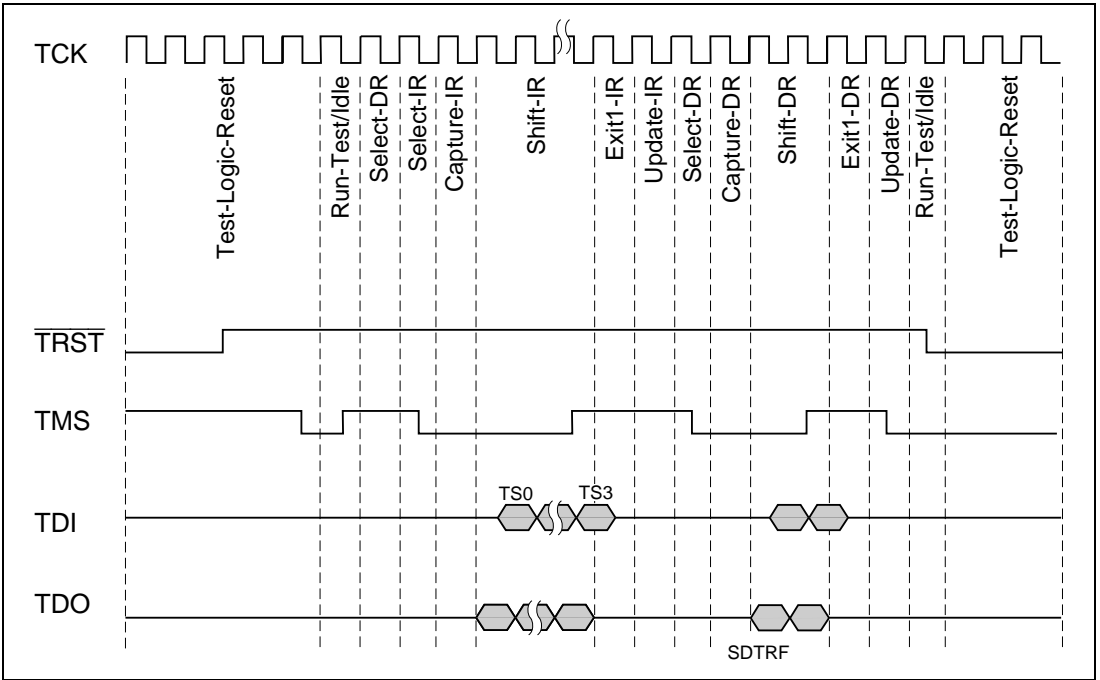 TCK
Test-Logic-Reset
Run-Test/Idle
Select-DR
Select-IR
Capture-IR
Shift-IR
Exit1-IR
Update-IR
Select-DR
Capture-DR
Shift-DR
Exit1-DR
Update-DR
Run-Test/Idle
Test-Logic-Reset
TRST
TMS
TS0 TS3
TDI
TDO
SDTRF